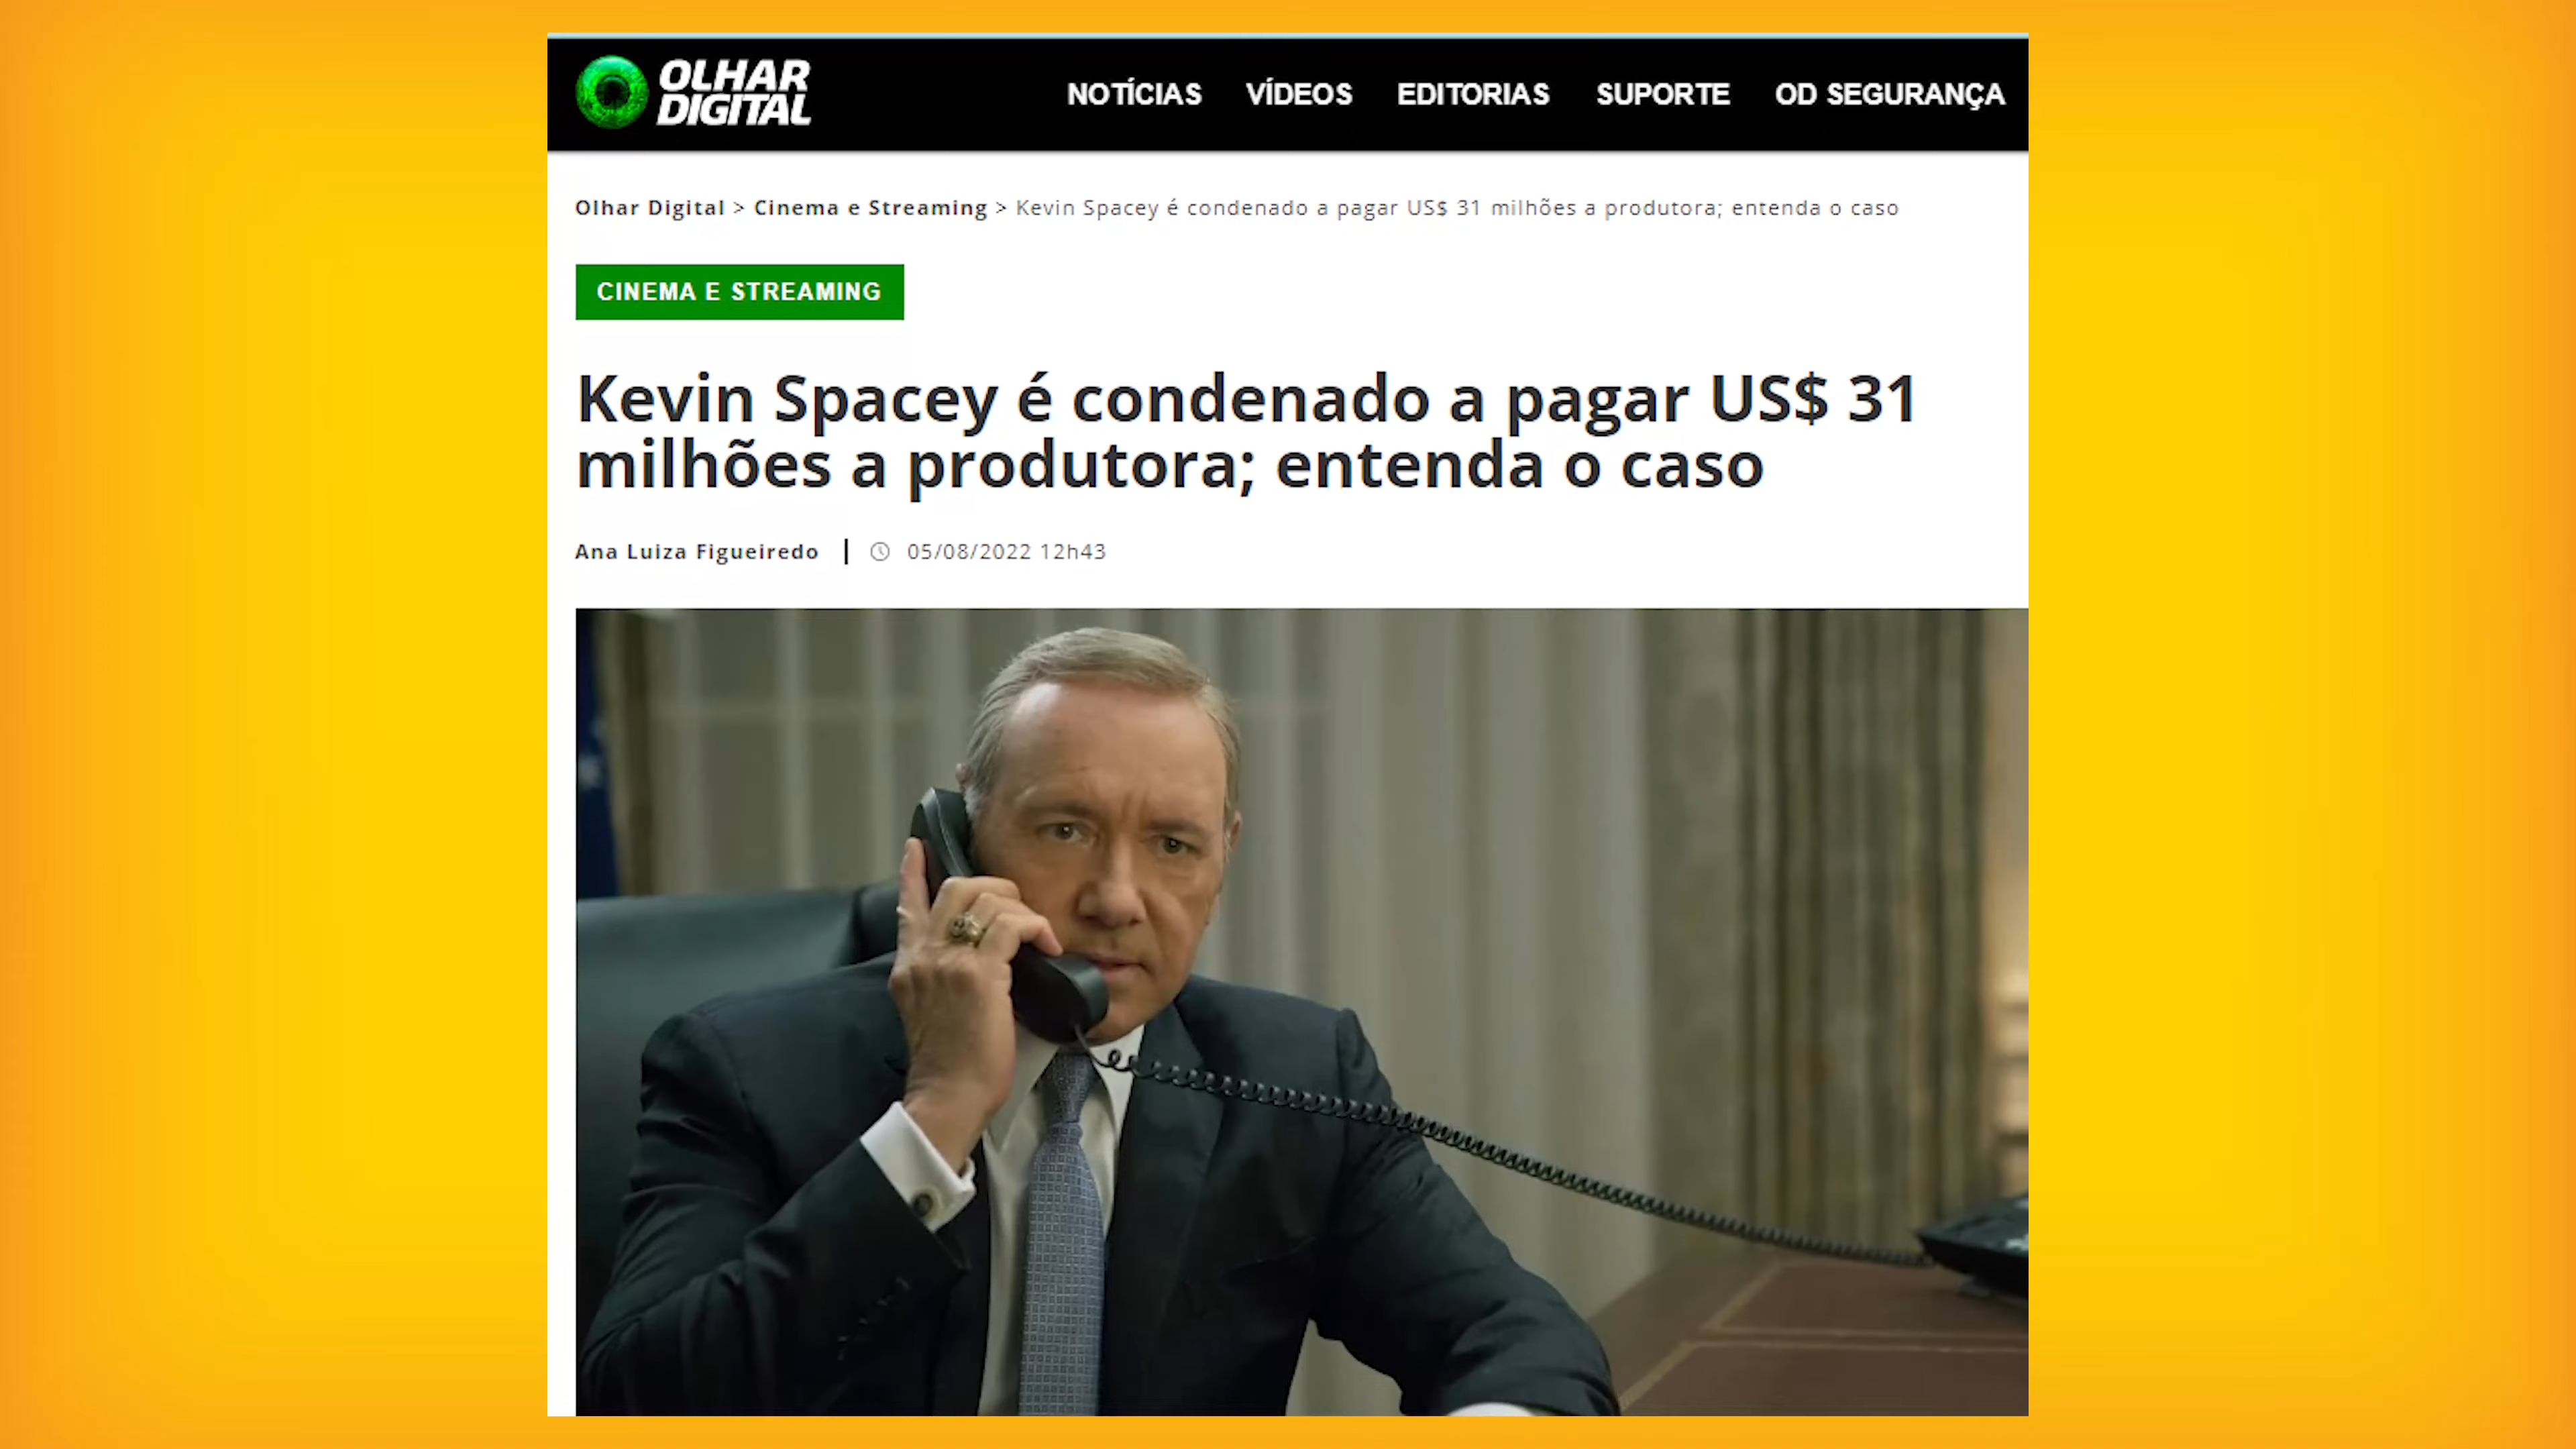 OLHAR
DIGITAL
NOTÍCIAS VÍDEOS EDITORIAS SUPORTE OD SEGURANÇA
Olhar Digital > Cinema e Streaming > Kevin Spacey é condenado a pagar US$ 31 milhões a produtora; entenda o caso
CINEMA E STREAMING
Kevin Spacey é condenado a pagar US$ 31
milhões a produtora; entenda o caso
Ana Luiza Figueiredo | 05/08/2022 12h43